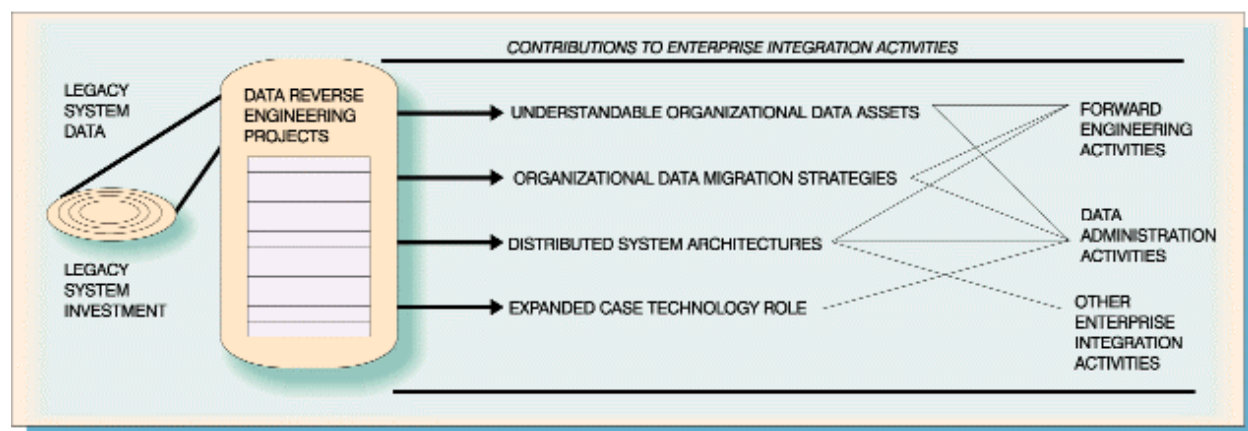 CONTRIBUTIONS TO ENTERPRISE INTEGRATION ACTIVITIES
LEGACY
SYSTEM
DATA
LEGACY
SYSTEM
INVESTMENT
DATA REVERSE
ENGINEERING
PROJECTS
UNDERSTANDABLE ORGANIZATIONAL DATA ASSETS
ORGANIZATIONAL DATA MIGRATION STRATEGIES
DISTRIBUTED SYSTEM ARCHITECTURES
EXPANDED CASE TECHNOLOGY ROLE
FORWARD
ENGINEERING
ACTIVITIES
DATA
ADMINISTRATION
ACTIVITIES
OTHER
ENTERPRISE
INTEGRATION
ACTIVITIES